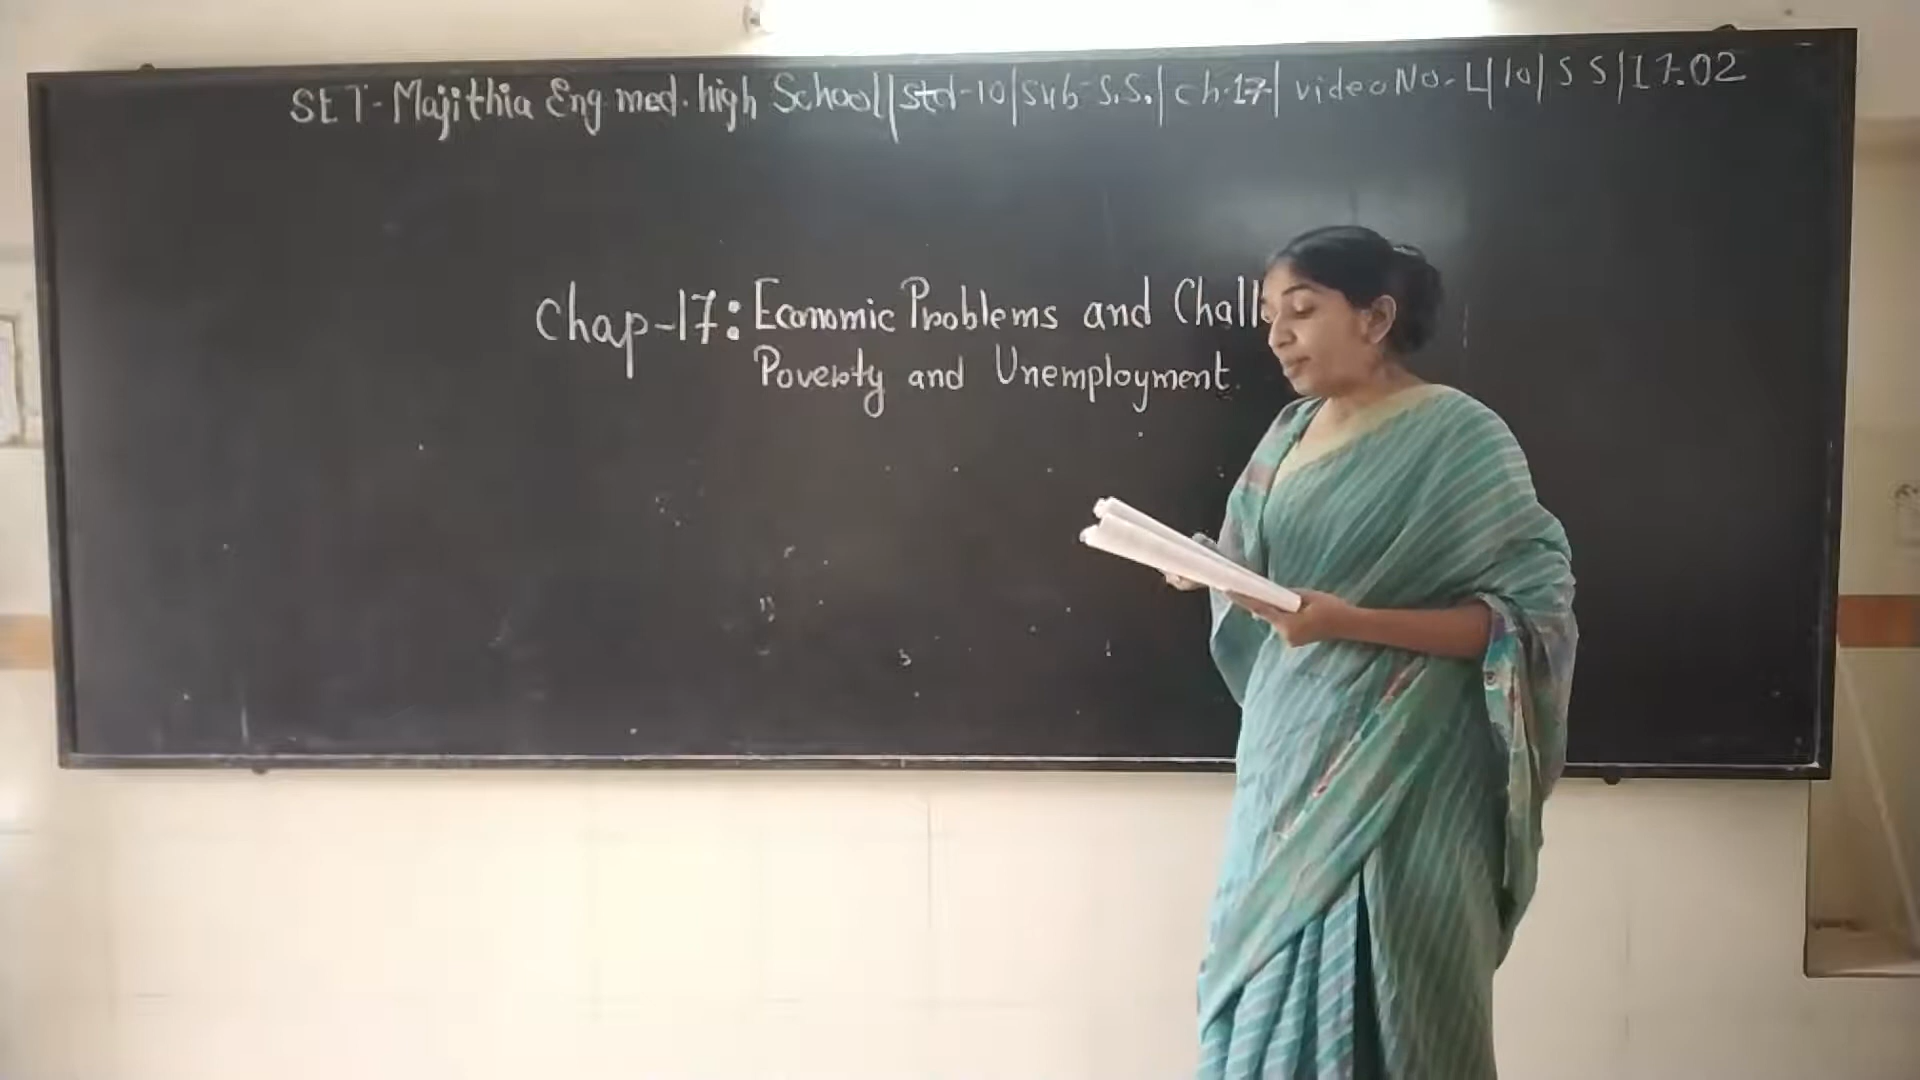 SET-Majithia Eng med. high School|Std-10|Sub-S.S.|ch.17|video No-4|10|SS|17.02
Chap-17: Economic Problems and Chall
Poverty and Unemployment.